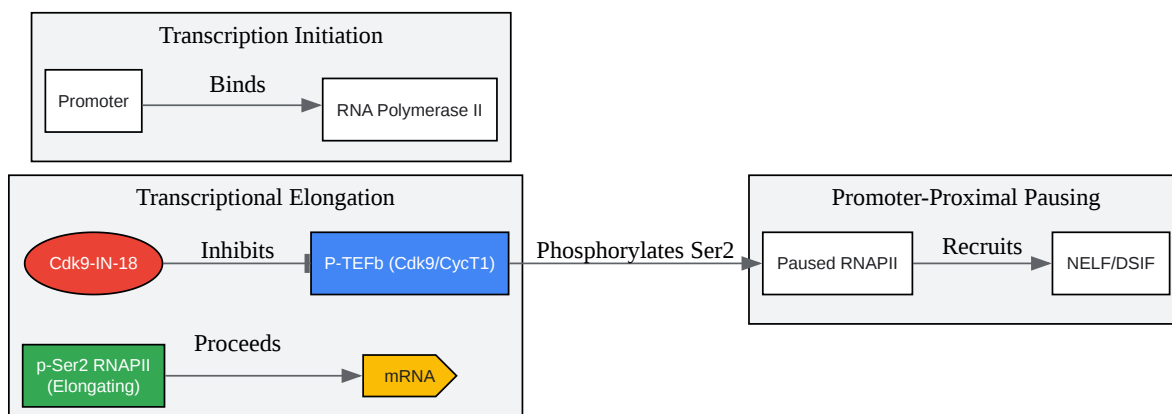 Transcription Initiation
Promoter
Binds
RNA Polymerase II
Transcriptional Elongation
Cdk9-IN-18
Inhibits
P-TEFb (Cdk9/CycT1)
Phosphorylates Ser2
p-Ser2 RNAPII
(Elongating)
Proceeds
mRNA
Promoter-Proximal Pausing
Paused RNAPII
Recruits
NELF/DSIF